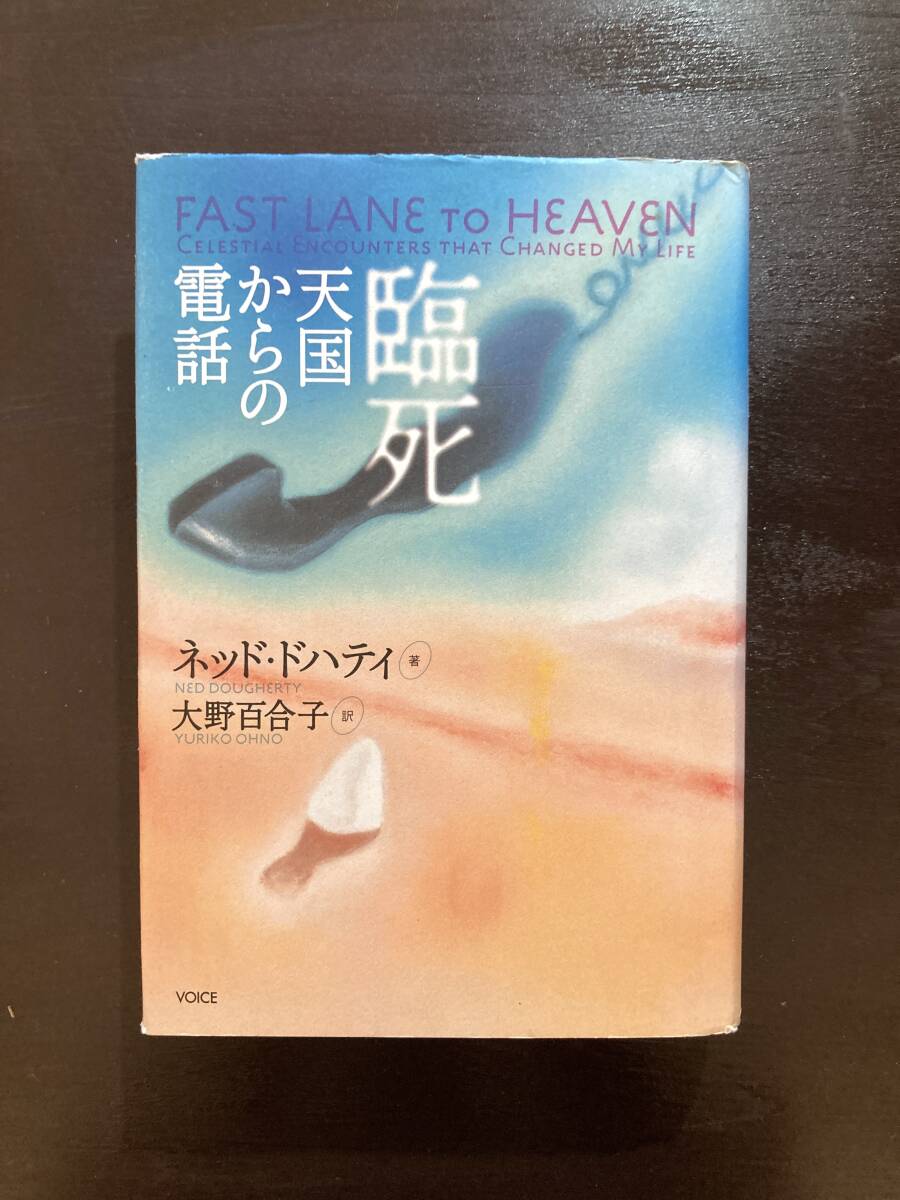 FAST LANE TO HEAVEN
CELESTIAL ENCOUNTERS THAT CHANGED MY LIFE
臨死
天国
からの
電話
ネッド・ドハティ 著
NED DOUGHERTY
大野百合子 訳
YURIKO OHNO
VOICE